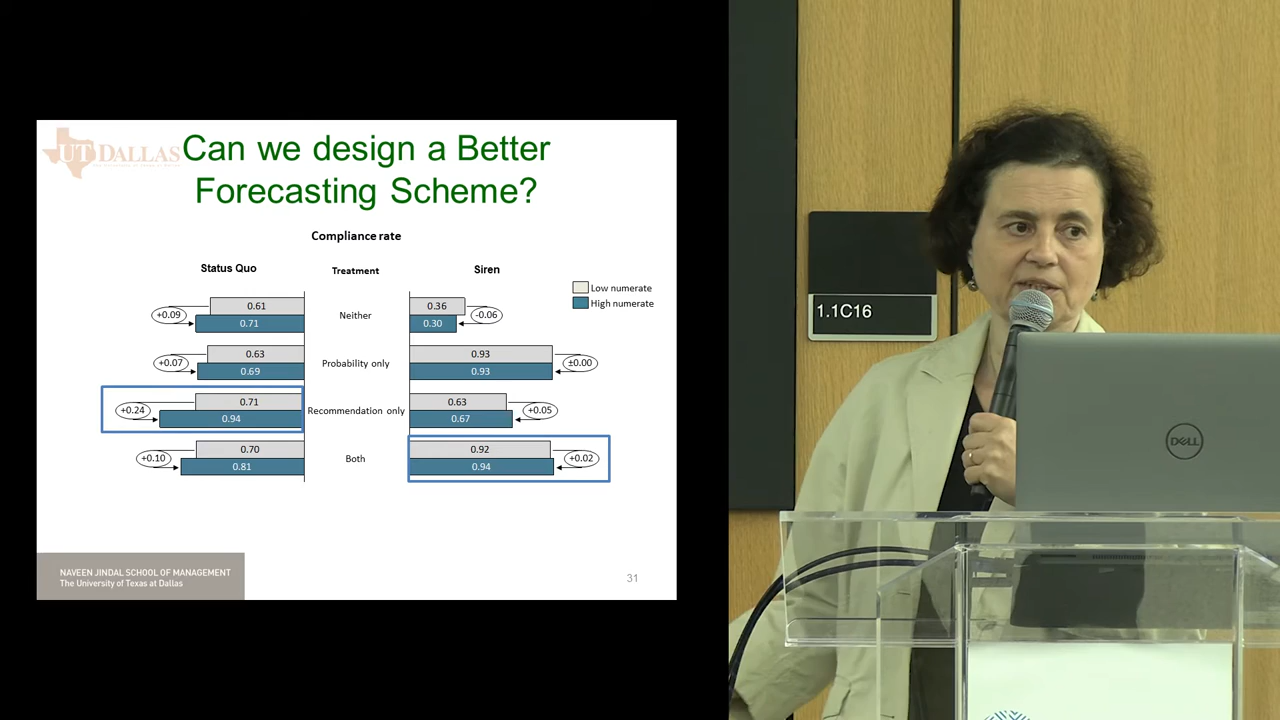 UT DALLAS
Can we design a Better
Forecasting Scheme?
Compliance rate
Status Quo
Treatment
Siren
Low numerate
High numerate
+0.09
0.61
0.71
Neither
0.36
0.30
-0.06
+0.07
0.63
0.69
Probability only
0.93
0.93
±0.00
+0.24
0.71
0.94
Recommendation only
0.63
0.67
+0.05
+0.10
0.70
0.81
Both
0.92
0.94
+0.02
NAVEEN JINDAL SCHOOL OF MANAGEMENT
The University of Texas at Dallas
31
1.1C16
DELL